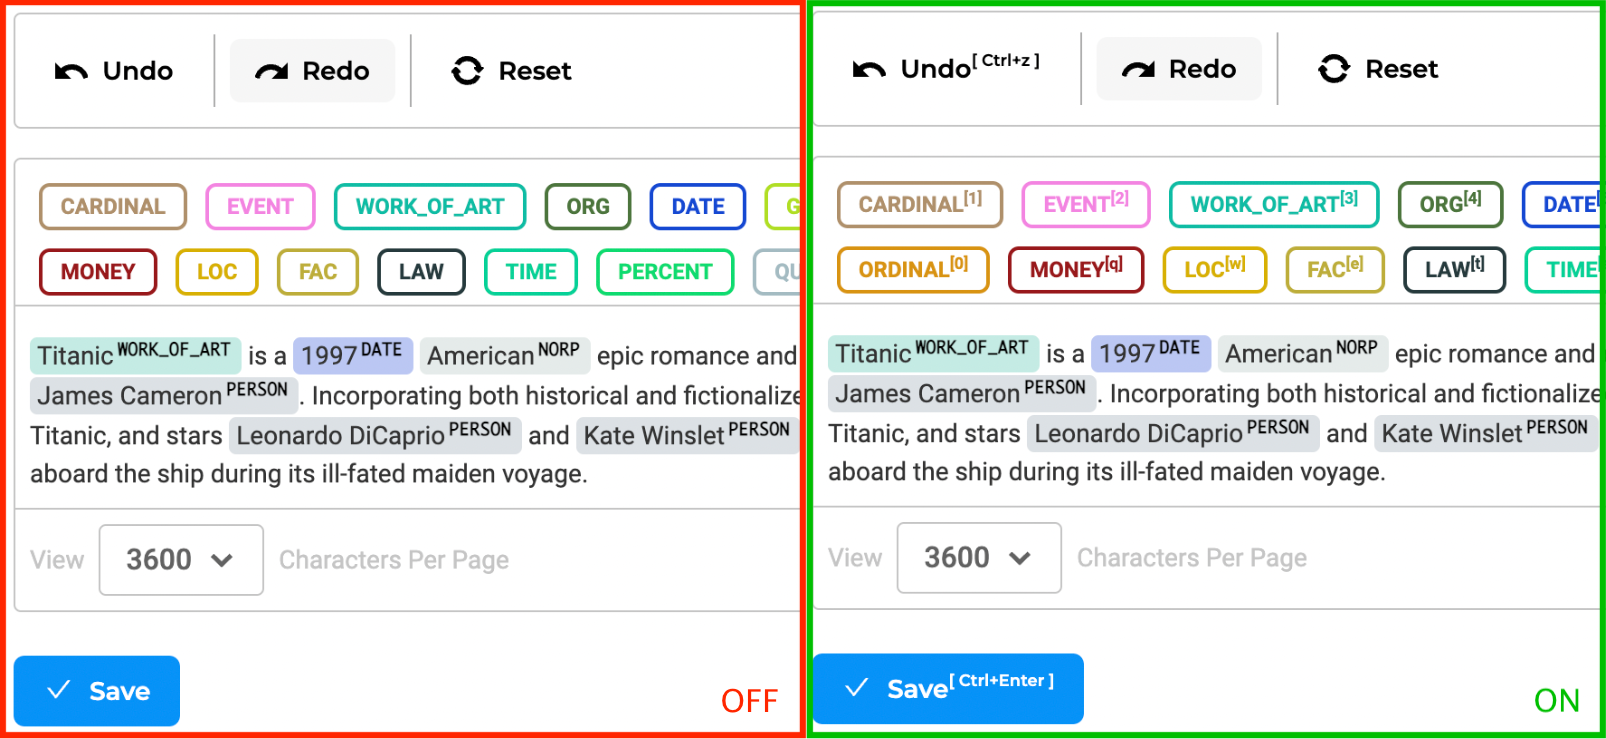 Undo Redo Reset
CARDINAL EVENT WORK_OF_ART ORG DATE
MONEY LOC FAC LAW TIME PERCENT
Titanic WORK_OF_ART is a 1997 DATE American NORP epic romance and
James Cameron PERSON . Incorporating both historical and fictionalize
Titanic, and stars Leonardo DiCaprio PERSON and Kate Winslet PERSON
aboard the ship during its ill-fated maiden voyage.
View 3600 Characters Per Page
Save
OFF
Undo[ Ctrl+z ] Redo Reset
CARDINAL[1] EVENT[2] WORK_OF_ART[3] ORG[4] DATE[
ORDINAL[0] MONEY[q] LOC[w] FAC[e] LAW[t] TIME[
Titanic WORK_OF_ART is a 1997 DATE American NORP epic romance and
James Cameron PERSON . Incorporating both historical and fictionalize
Titanic, and stars Leonardo DiCaprio PERSON and Kate Winslet PERSON
aboard the ship during its ill-fated maiden voyage.
View 3600 Characters Per Page
Save[ Ctrl+Enter ]
ON